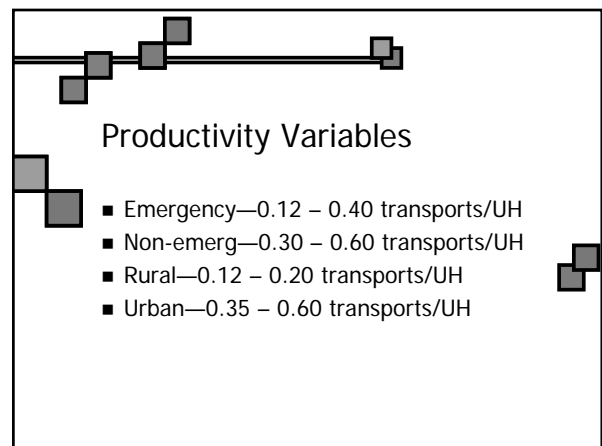 Productivity Variables
■ Emergency—0.12 – 0.40 transports/UH
■ Non-emerg—0.30 – 0.60 transports/UH
■ Rural—0.12 – 0.20 transports/UH
■ Urban—0.35 – 0.60 transports/UH